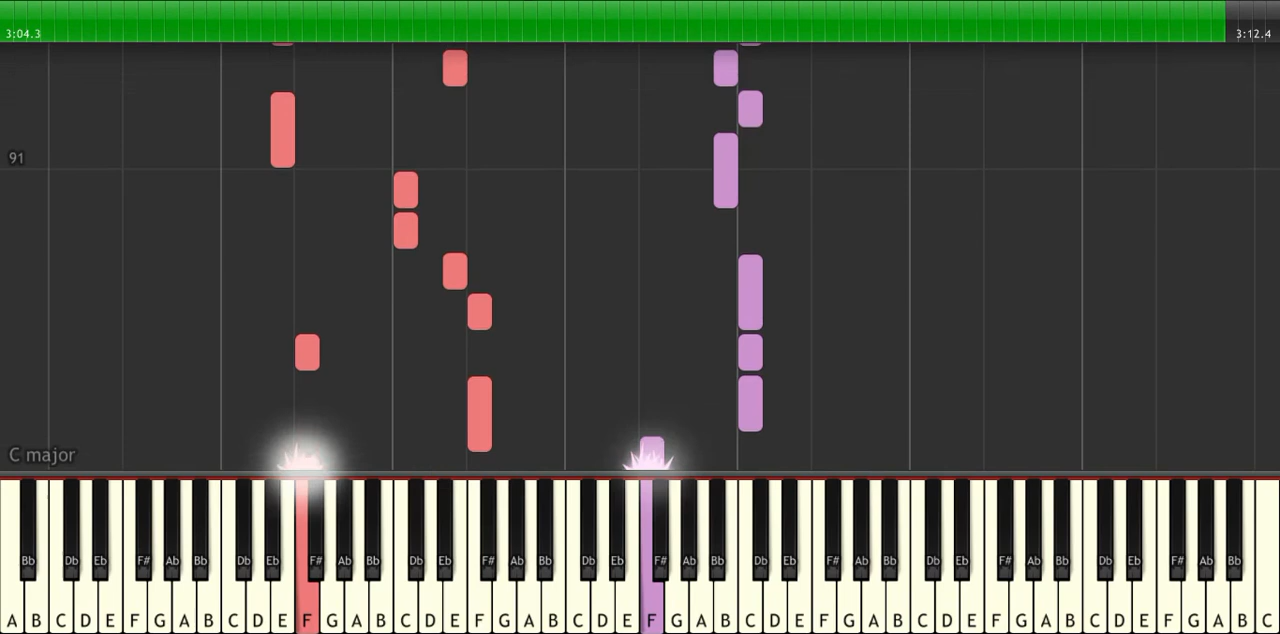 3:04.3 3:12.4
91
C major
Bb Db Eb F# Ab Bb Db Eb F# Ab Bb Db Eb F# Ab Bb Db Eb F# Ab Bb Db Eb F# Ab Bb Db Eb F# Ab Bb Db Eb F# Ab Bb
A B C D E F G A B C D E F G A B C D E F G A B C D E F G A B C D E F G A B C D E F G A B C D E F G A B C